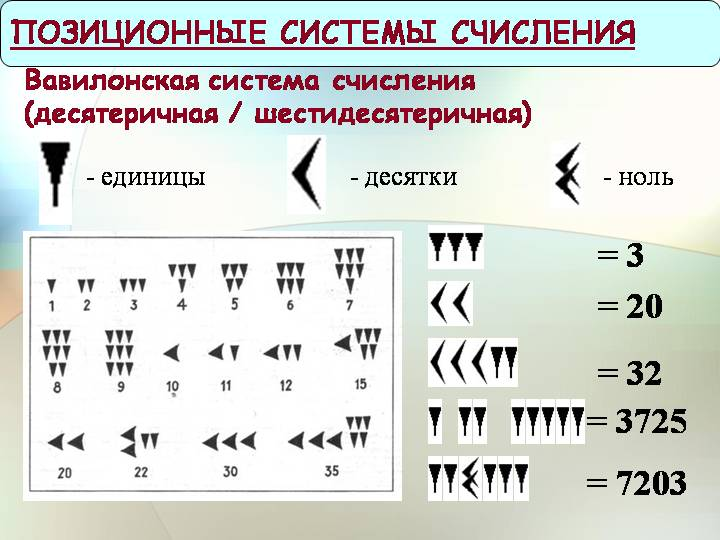 ПОЗИЦИОННЫЕ СИСТЕМЫ СЧИСЛЕНИЯ
Вавилонская система счисления
(десятеричная / шестидесятеричная)
- единицы - десятки - ноль
1 2 3 4 5 6 7
8 9 10 11 12 15
20 22 30 35
= 3
= 20
= 32
= 3725
= 7203